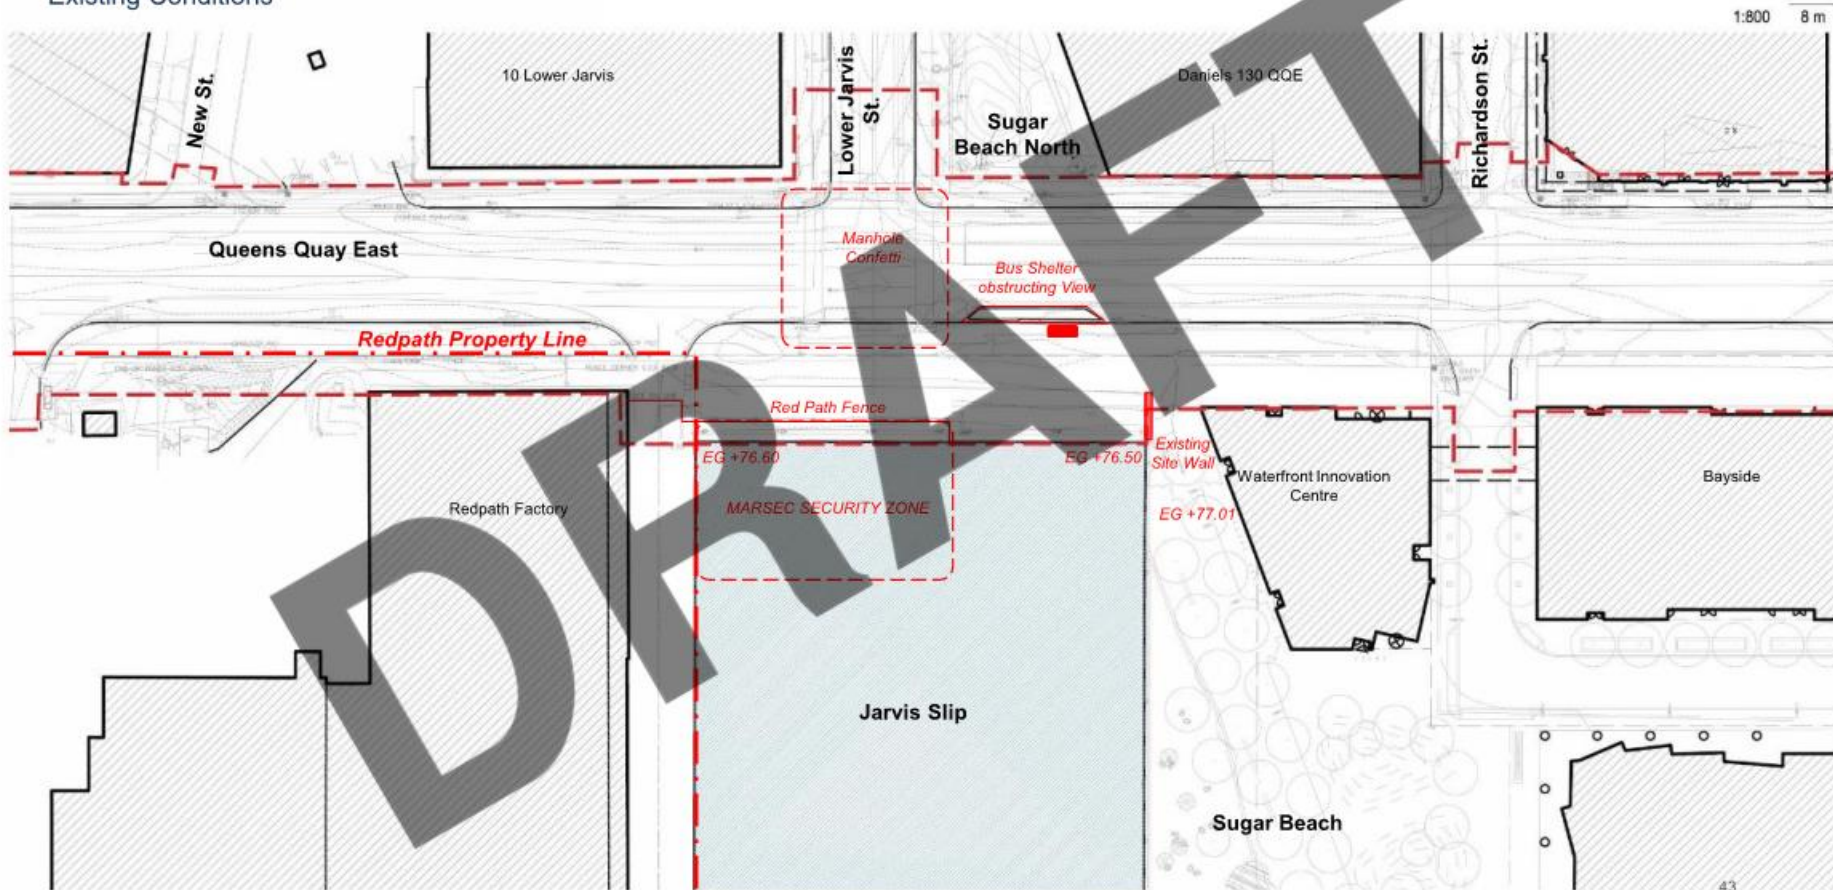 Existing Conditions
1:800 8 m
10 Lower Jarvis
Daniels 130 QQE
New St.
Lower Jarvis
St.
Sugar
Beach North
Richardson St.
Queens Quay East
Manhole
Confetti
Bus Shelter
obstructing View
Redpath Property Line
Red Path Fence
EG +76.60
EG +76.50
Existing
Site Wall
MARSEC SECURITY ZONE
EG +77.01
Redpath Factory
Waterfront Innovation
Centre
Bayside
Jarvis Slip
Sugar Beach
43
DRAFT